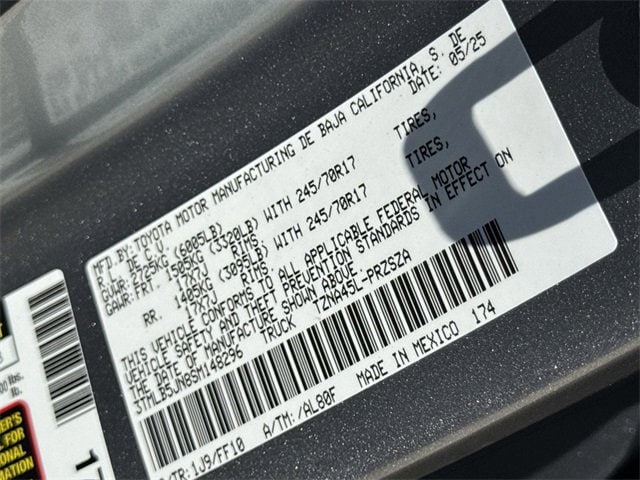 MFD. BY: TOYOTA MOTOR MANUFACTURING DE BAJA CALIFORNIA, S. DE
R. L. DE C. V. DATE: 05/25
GVWR: 2725KG (6005LB)
GAWR: FRT. 1505KG (3320LB) WITH 245/70R17 TIRES,
17X7J RIMS,
RR. 1405KG (3095LB) WITH 245/70R17 TIRES,
17X7J RIMS,
THIS VEHICLE CONFORMS TO ALL APPLICABLE FEDERAL MOTOR
VEHICLE SAFETY AND THEFT PREVENTION STANDARDS IN EFFECT ON
THE DATE OF MANUFACTURE SHOWN ABOVE.
TRUCK TZNA45L-PRZSZA
C/TR: 1J9/FF10 A/TM: /AL80F MADE IN MEXICO 174
00 lbs.
lb.